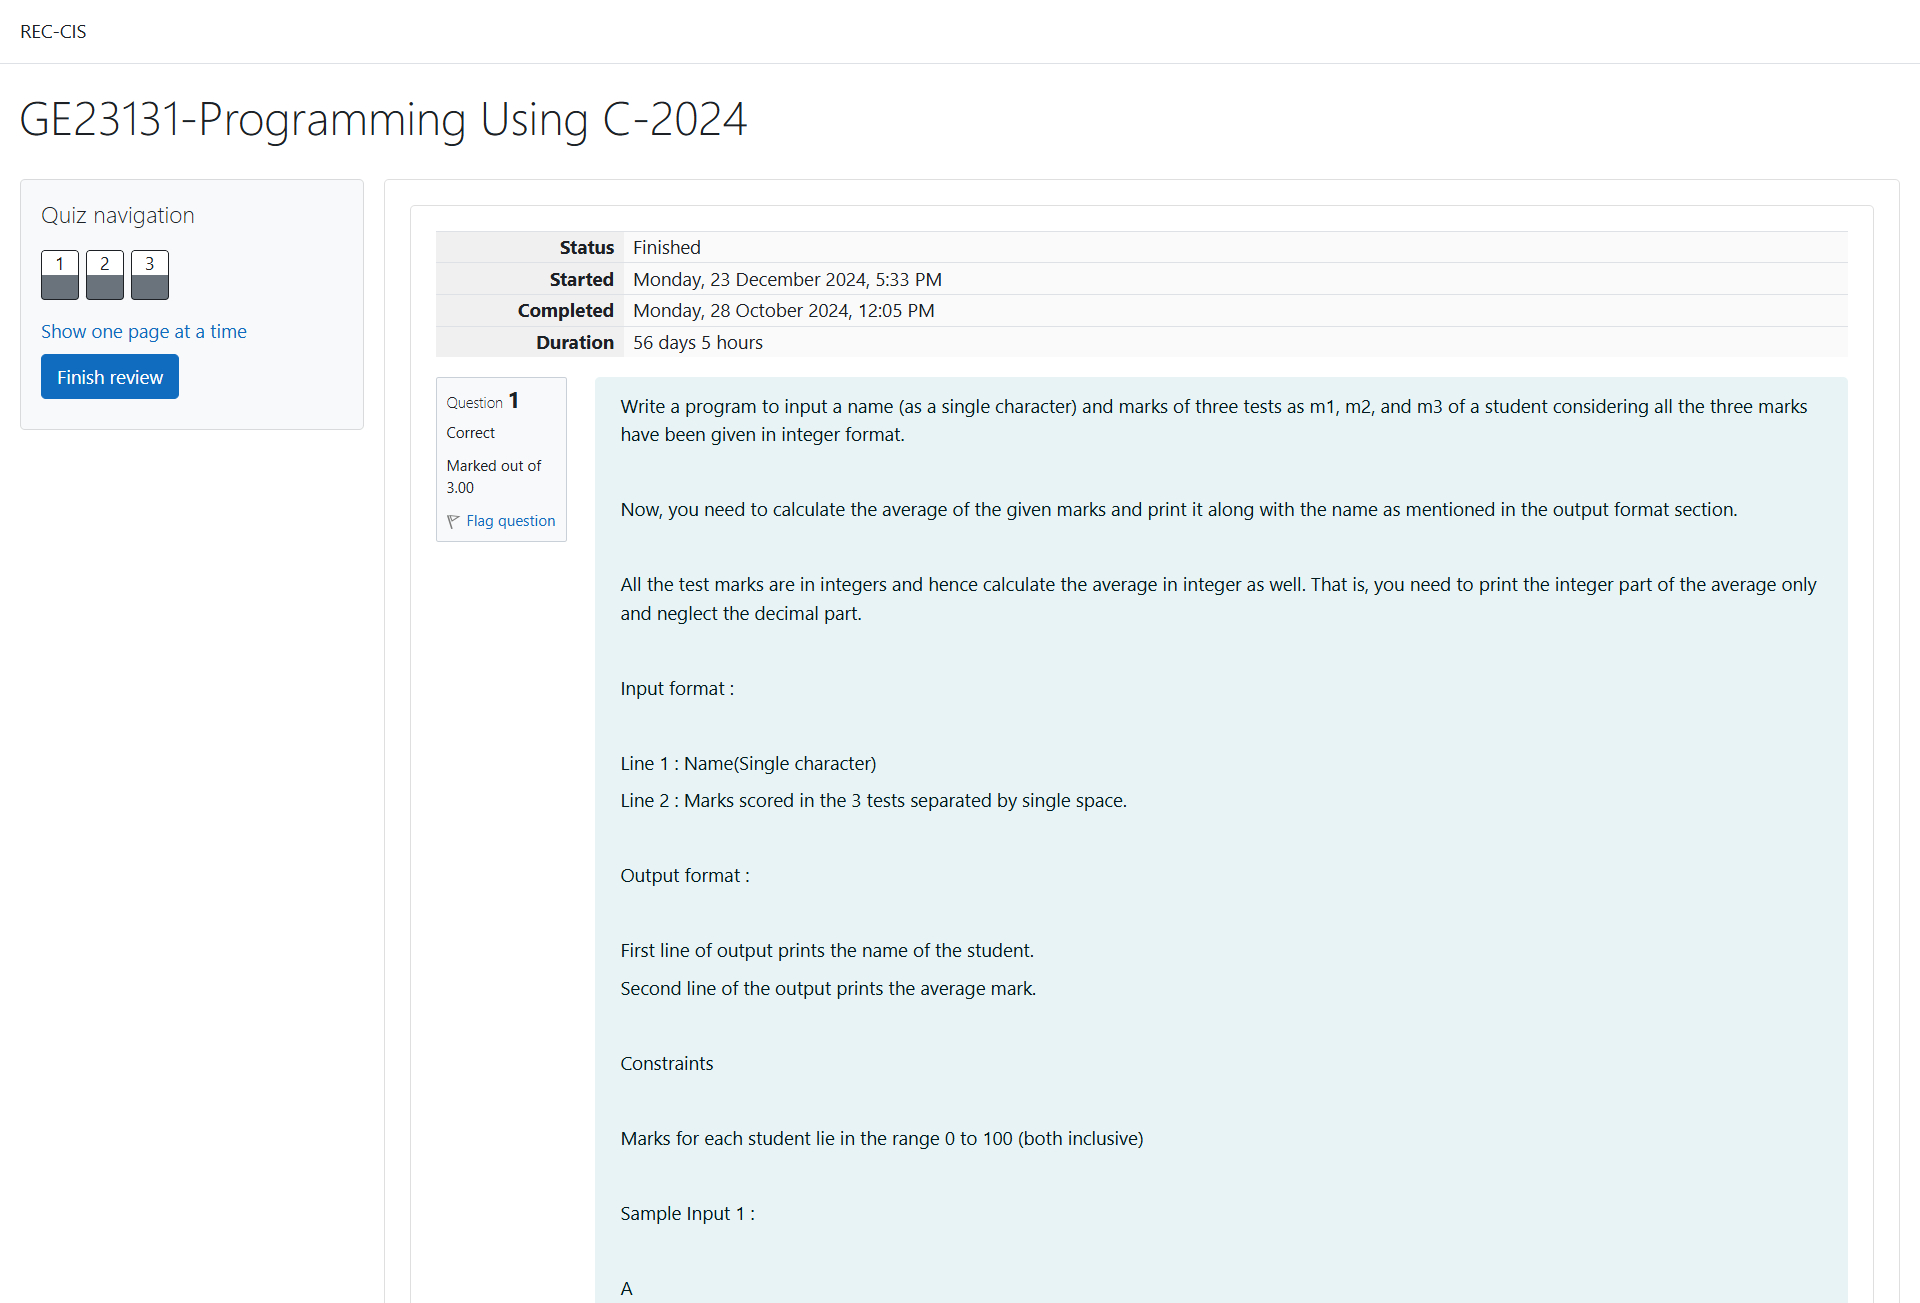 REC-CIS
GE23131-Programming Using C-2024
Quiz navigation
1 2 3
Show one page at a time
Finish review
Status Finished
Started Monday, 23 December 2024, 5:33 PM
Completed Monday, 28 October 2024, 12:05 PM
Duration 56 days 5 hours
Question 1
Correct
Marked out of
3.00
Flag question
Write a program to input a name (as a single character) and marks of three tests as m1, m2, and m3 of a student considering all the three marks
have been given in integer format.
Now, you need to calculate the average of the given marks and print it along with the name as mentioned in the output format section.
All the test marks are in integers and hence calculate the average in integer as well. That is, you need to print the integer part of the average only
and neglect the decimal part.
Input format :
Line 1 : Name(Single character)
Line 2 : Marks scored in the 3 tests separated by single space.
Output format :
First line of output prints the name of the student.
Second line of the output prints the average mark.
Constraints
Marks for each student lie in the range 0 to 100 (both inclusive)
Sample Input 1 :
A